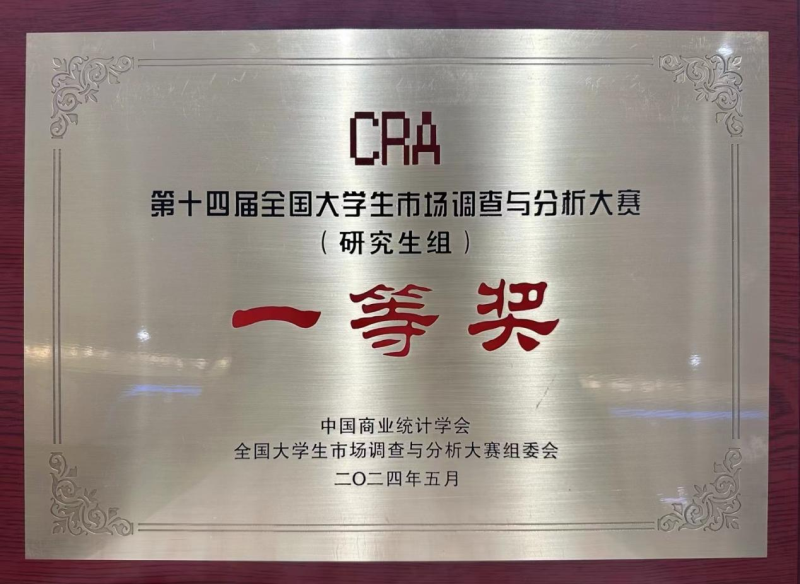 CRA
第十四届全国大学生市场调查与分析大赛
（研究生组）
一等奖
中国商业统计学会
全国大学生市场调查与分析大赛组委会
二〇二四年五月